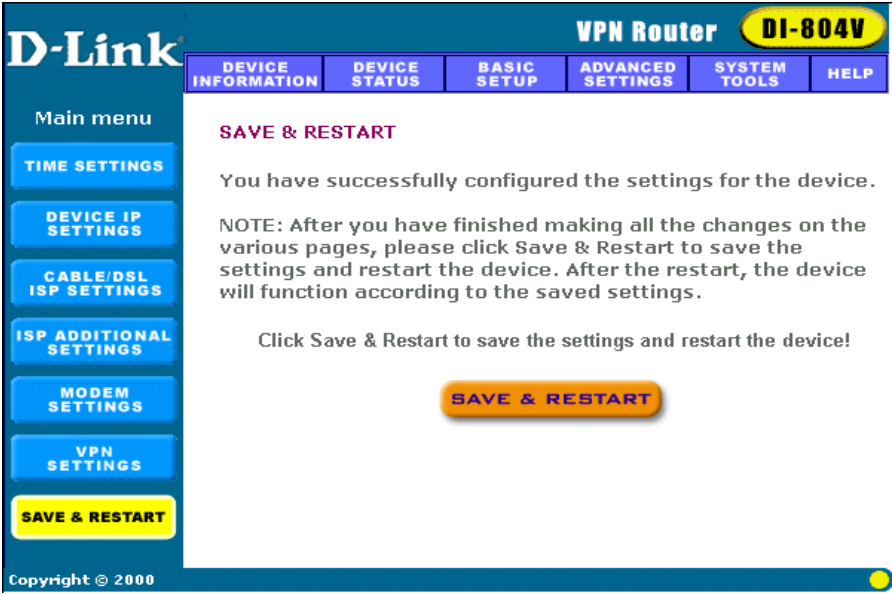 D-Link
VPN Router
DI-804V
DEVICE
INFORMATION
DEVICE
STATUS
BASIC
SETUP
ADVANCED
SETTINGS
SYSTEM
TOOLS
HELP
Main menu
TIME SETTINGS
DEVICE IP
SETTINGS
CABLE/DSL
ISP SETTINGS
ISP ADDITIONAL
SETTINGS
MODEM
SETTINGS
VPN
SETTINGS
SAVE & RESTART
SAVE & RESTART
You have successfully configured the settings for the device.
NOTE: After you have finished making all the changes on the
various pages, please click Save & Restart to save the
settings and restart the device. After the restart, the device
will function according to the saved settings.
Click Save & Restart to save the settings and restart the device!
SAVE & RESTART
Copyright © 2000